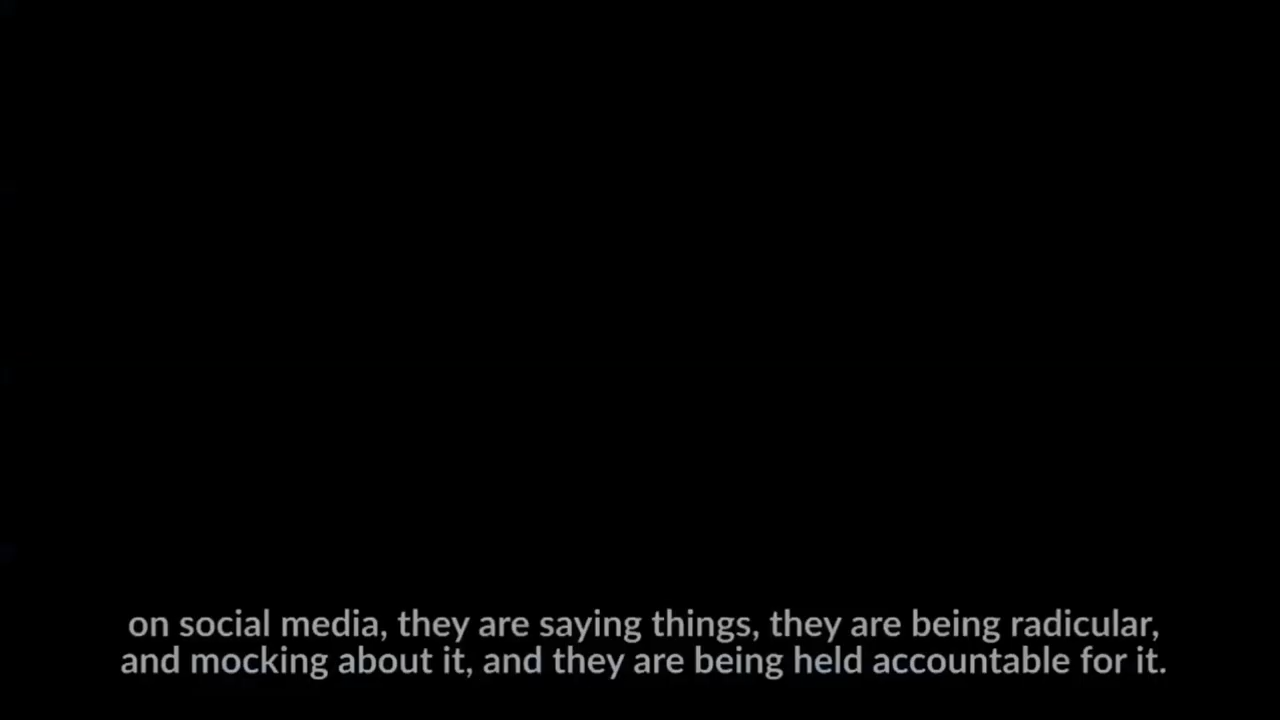 on social media, they are saying things, they are being radicular,
and mocking about it, and they are being held accountable for it.